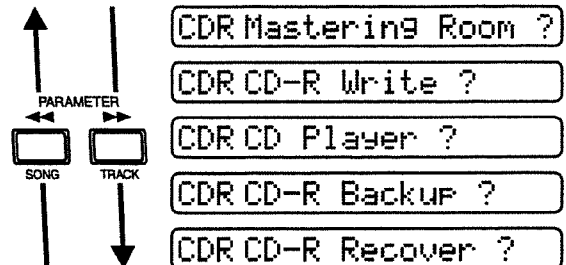 CDR Mastering Room ?
CDR CD-R Write ?
PARAMETER
CDR CD Player ?
SONG TRACK
CDR CD-R Backup ?
CDR CD-R Recover ?